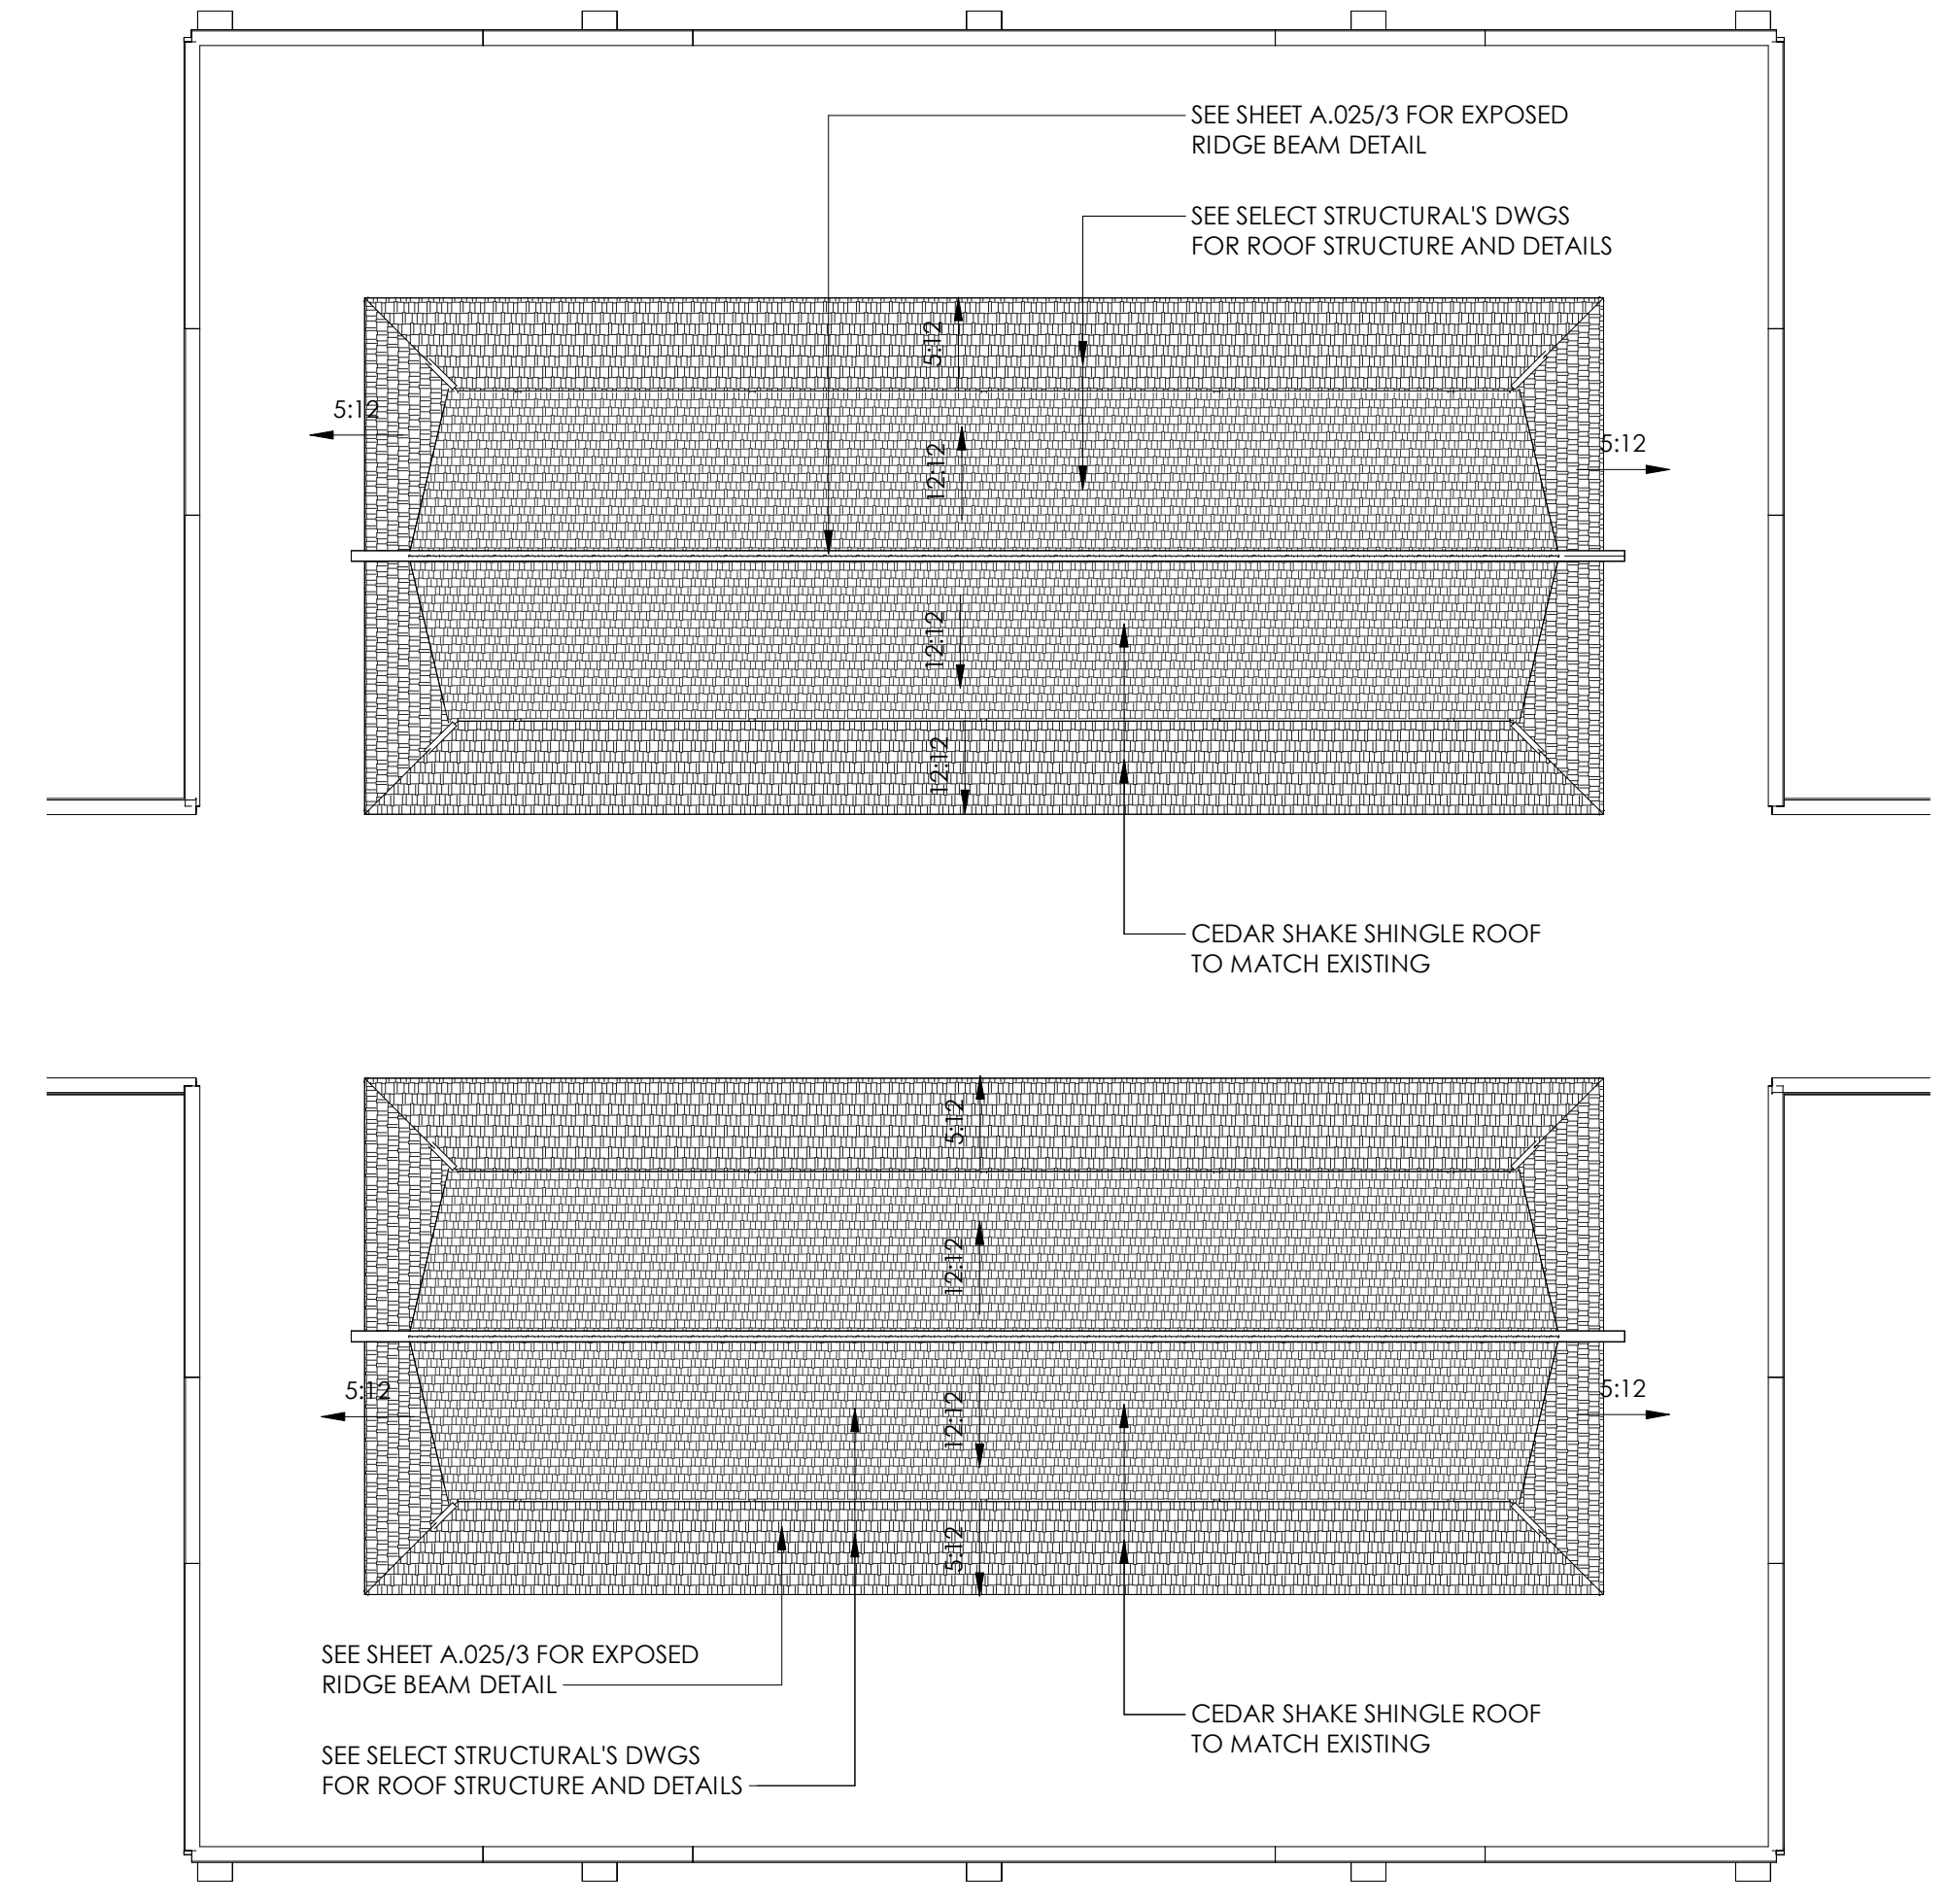 SEE SHEET A.025/3 FOR EXPOSED
RIDGE BEAM DETAIL
SEE SELECT STRUCTURAL'S DWGS
FOR ROOF STRUCTURE AND DETAILS
5:12
5:12
5:12
12:12
12:12
12:12
CEDAR SHAKE SHINGLE ROOF
TO MATCH EXISTING
5:12
12:12
5:12
12:12
5:12
5:12
SEE SHEET A.025/3 FOR EXPOSED
RIDGE BEAM DETAIL
CEDAR SHAKE SHINGLE ROOF
TO MATCH EXISTING
SEE SELECT STRUCTURAL'S DWGS
FOR ROOF STRUCTURE AND DETAILS